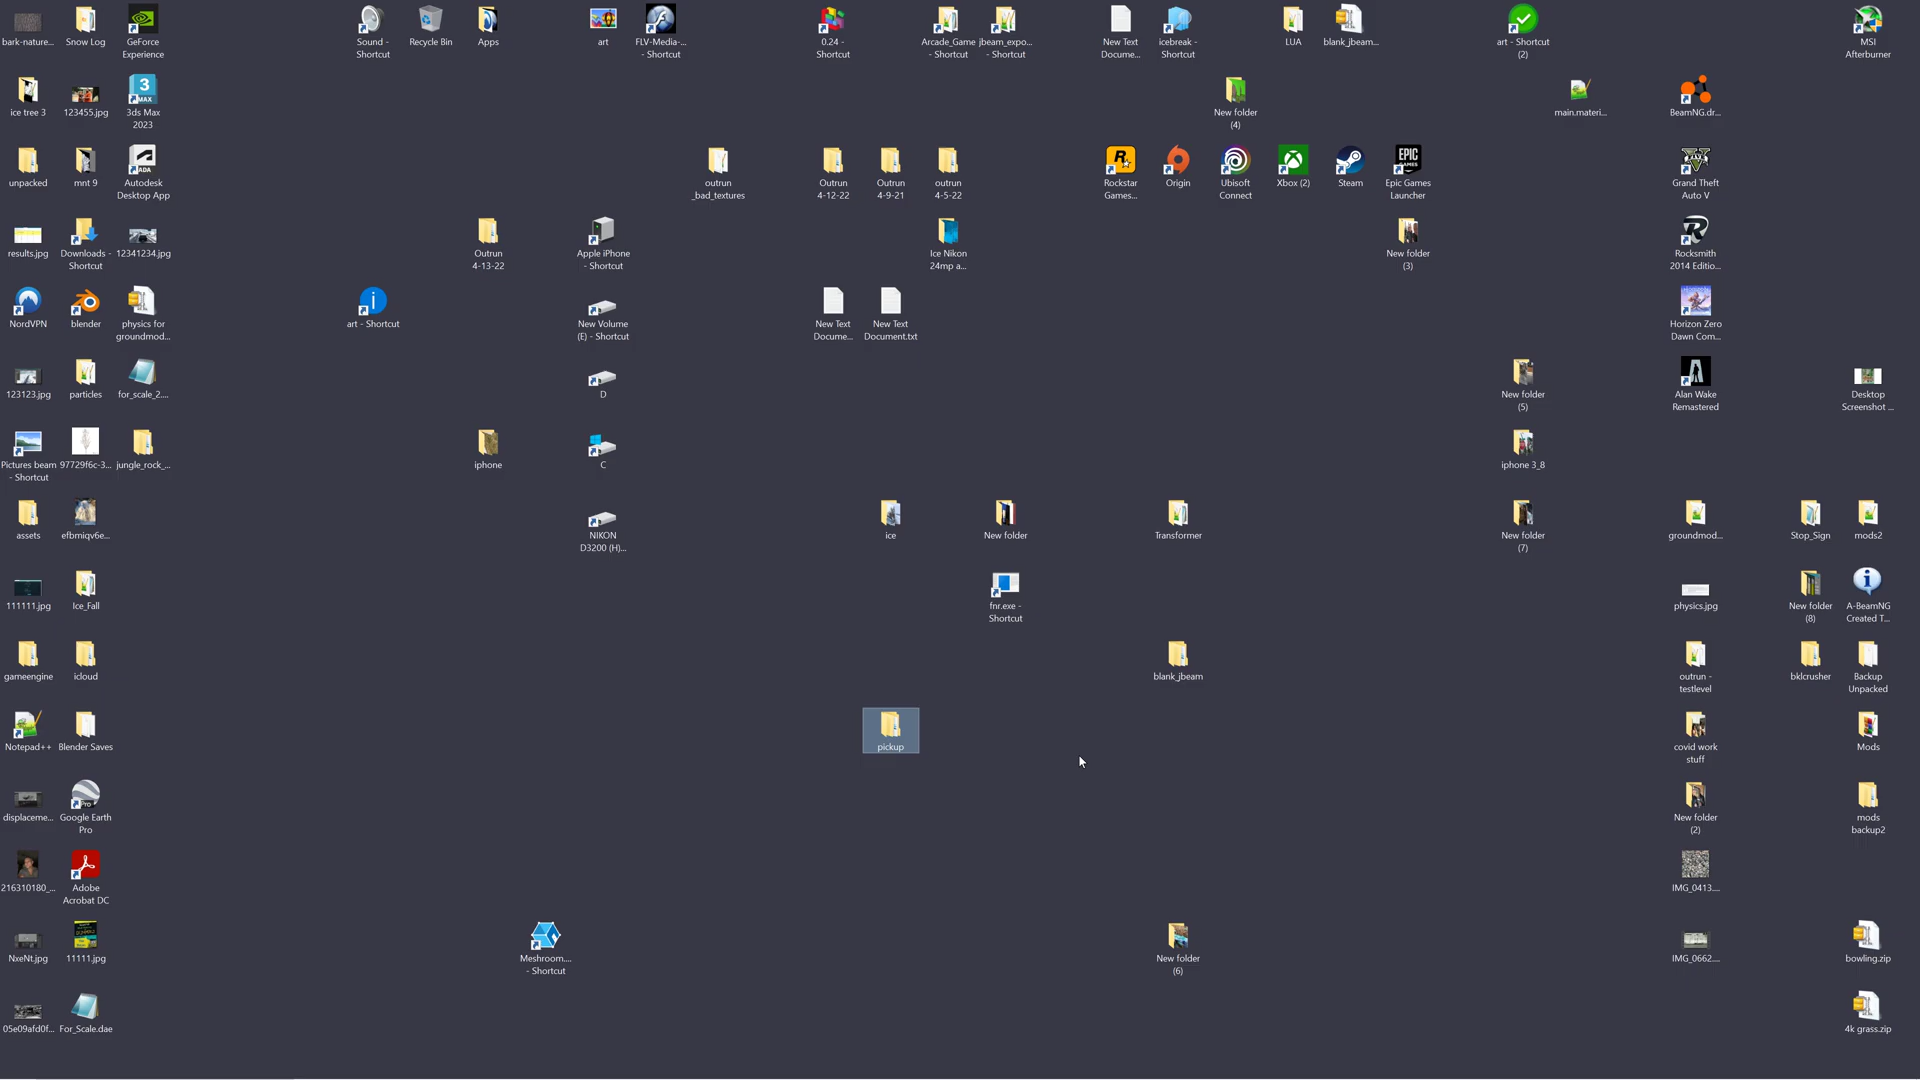 bark-nature...
Snow Log
GeForce
Experience
Sound -
Shortcut
Recycle Bin
Apps
art
FLV-Media-...
- Shortcut
0.24 -
Shortcut
Arcade_Game
- Shortcut
jbeam_expo...
- Shortcut
New Text
Docume...
icebreak -
Shortcut
LUA
blank_jbeam...
art - Shortcut
(2)
MSI
Afterburner
ice tree 3
123455.jpg
3ds Max
2023
New folder
(4)
main.materi...
BeamNG.dr...
unpacked
mnt 9
Autodesk
Desktop App
outrun
_bad_textures
Outrun
4-12-22
Outrun
4-9-21
outrun
4-5-22
Rockstar
Games...
Origin
Ubisoft
Connect
Xbox (2)
Steam
Epic Games
Launcher
Grand Theft
Auto V
results.jpg
Downloads -
Shortcut
12341234.jpg
Outrun
4-13-22
Apple iPhone
- Shortcut
Ice Nikon
24mp a...
New folder
(3)
Rocksmith
2014 Editio...
NordVPN
blender
physics for
groundmod...
art - Shortcut
New Volume
(E) - Shortcut
New Text
Docume...
New Text
Document.txt
Horizon Zero
Dawn Com...
123123.jpg
particles
for_scale_2....
D
New folder
(5)
Alan Wake
Remastered
Desktop
Screenshot ...
Pictures beam
- Shortcut
97729f6c-3...
jungle_rock_...
iphone
C
iphone 3_8
assets
efbmiqv6e...
NIKON
D3200 (H)...
ice
New folder
Transformer
New folder
(7)
groundmod...
Stop_Sign
mods2
111111.jpg
Ice_Fall
fnr.exe -
Shortcut
physics.jpg
New folder
(8)
A-BeamNG
Created T...
gameengine
icloud
blank_jbeam
outrun -
testlevel
bklcrusher
Backup
Unpacked
Notepad++
Blender Saves
pickup
covid work
stuff
Mods
displaceme...
Google Earth
Pro
New folder
(2)
mods
backup2
216310180_...
Adobe
Acrobat DC
IMG_0413....
NxeNt.jpg
11111.jpg
Meshroom....
- Shortcut
New folder
(6)
IMG_0662....
bowling.zip
05e09afd0f...
For_Scale.dae
4k grass.zip